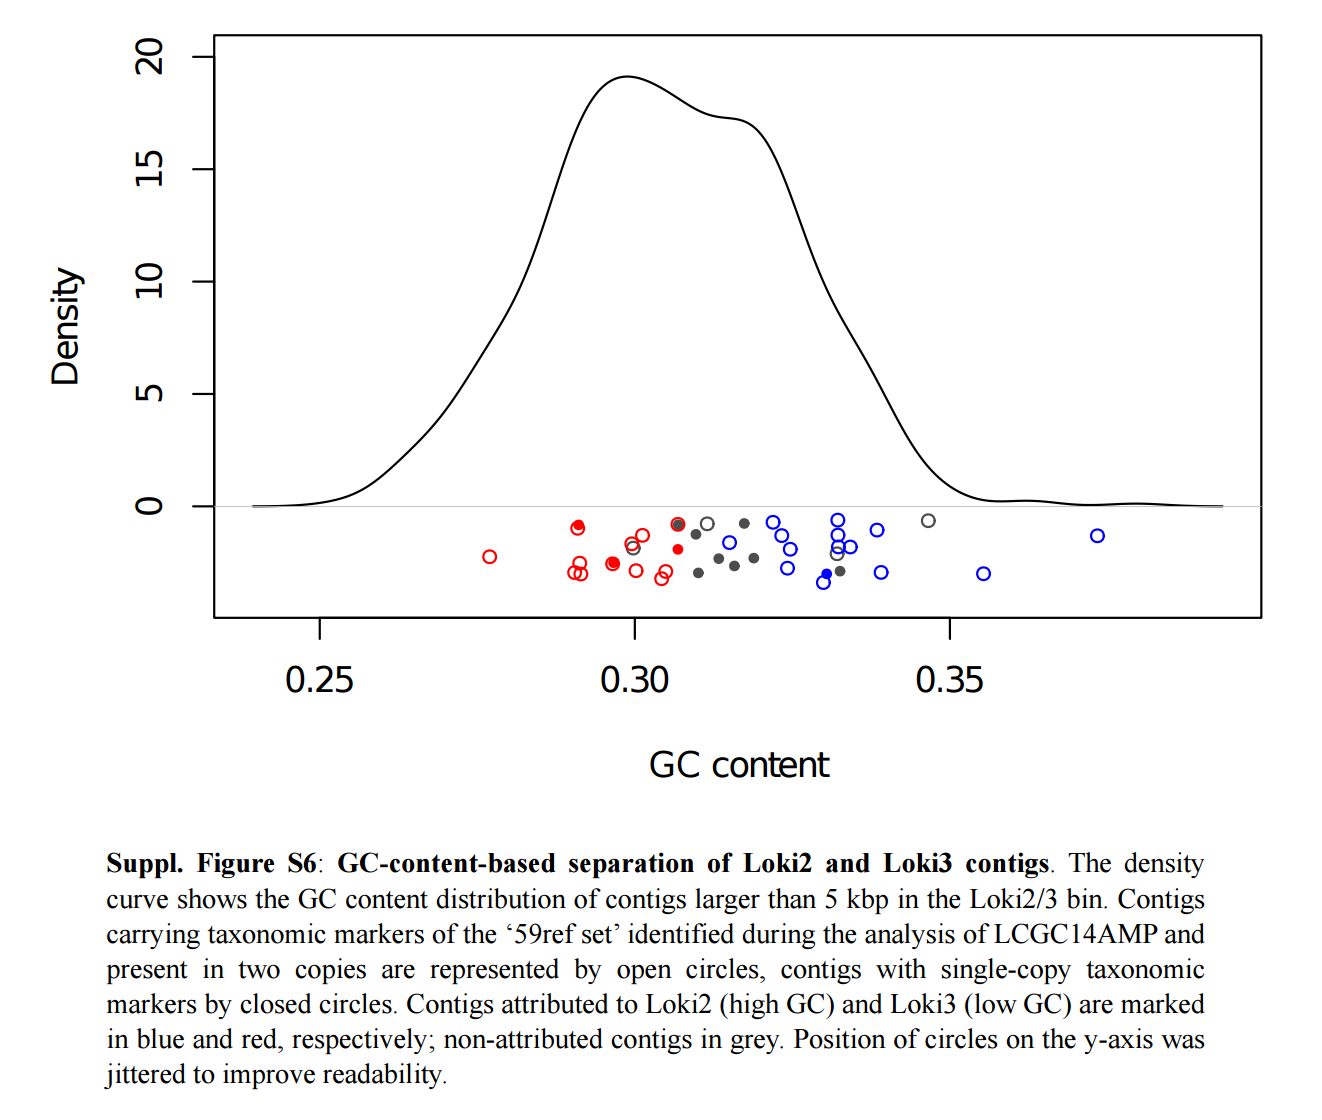 20
15
10
5
0
Density
0.25 0.30 0.35
GC content
Suppl. Figure S6: GC-content-based separation of Loki2 and Loki3 contigs. The density
curve shows the GC content distribution of contigs larger than 5 kbp in the Loki2/3 bin. Contigs
carrying taxonomic markers of the ‘59ref set’ identified during the analysis of LCGC14AMP and
present in two copies are represented by open circles, contigs with single-copy taxonomic
markers by closed circles. Contigs attributed to Loki2 (high GC) and Loki3 (low GC) are marked
in blue and red, respectively; non-attributed contigs in grey. Position of circles on the y-axis was
jittered to improve readability.